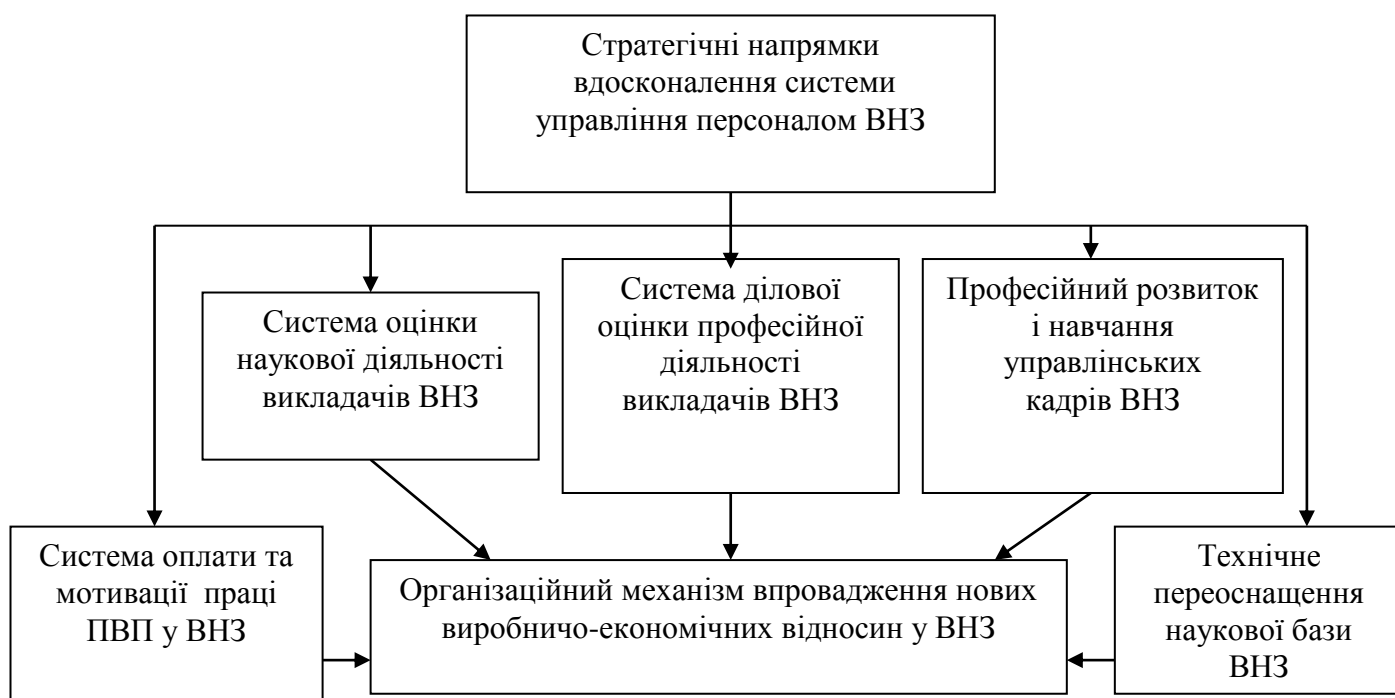 Стратегічні напрямки
вдосконалення системи
управління персоналом ВНЗ
Система оцінки
наукової діяльності
викладачів ВНЗ
Система ділової
оцінки професійної
діяльності
викладачів ВНЗ
Професійний розвиток
і навчання
управлінських
кадрів ВНЗ
Система оплати та
мотивації праці
ПВП у ВНЗ
Організаційний механізм впровадження нових
виробничо-економічних відносин у ВНЗ
Технічне
переоснащення
наукової бази
ВНЗ